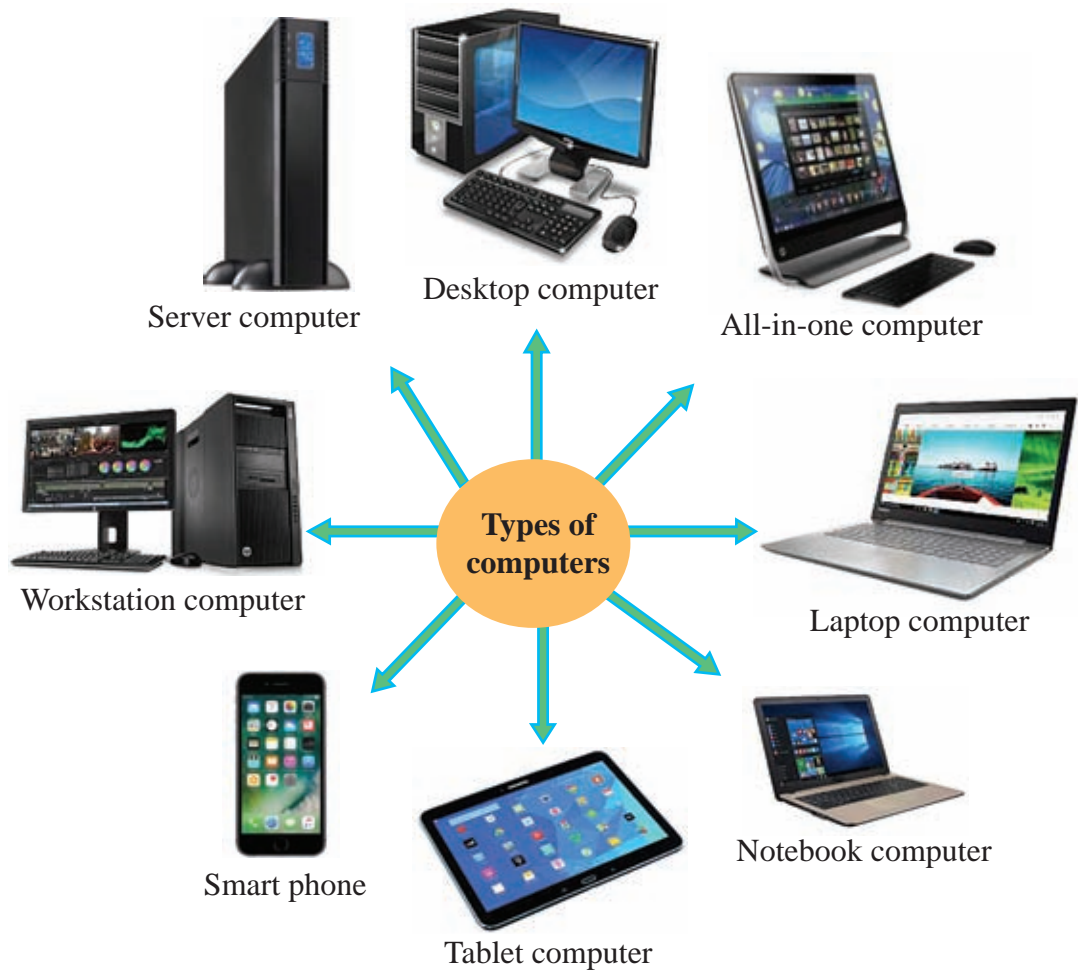 Server computer
Desktop computer
All-in-one computer
Workstation computer
Types of
computers
Laptop computer
Smart phone
Tablet computer
Notebook computer